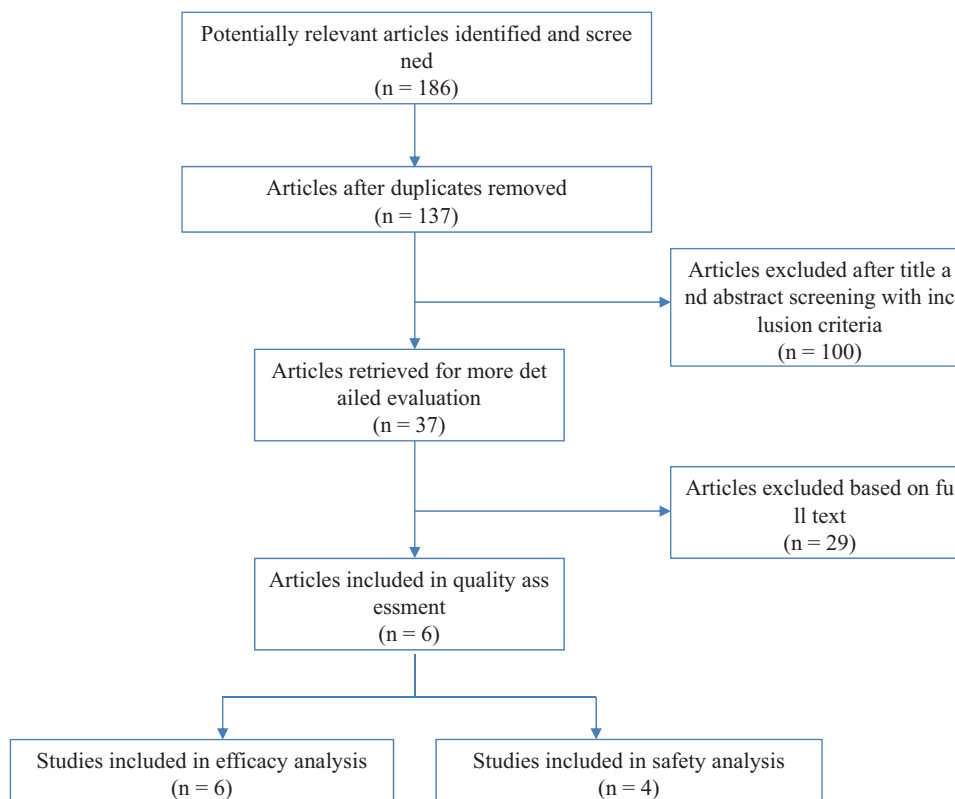 Potentially relevant articles identified and scree
ned
(n = 186)
Articles after duplicates removed
(n = 137)
Articles excluded after title a
nd abstract screening with inc
lusion criteria
(n = 100)
Articles retrieved for more det
ailed evaluation
(n = 37)
Articles excluded based on fu
ll text
(n = 29)
Articles included in quality ass
essment
(n = 6)
Studies included in efficacy analysis
(n = 6)
Studies included in safety analysis
(n = 4)